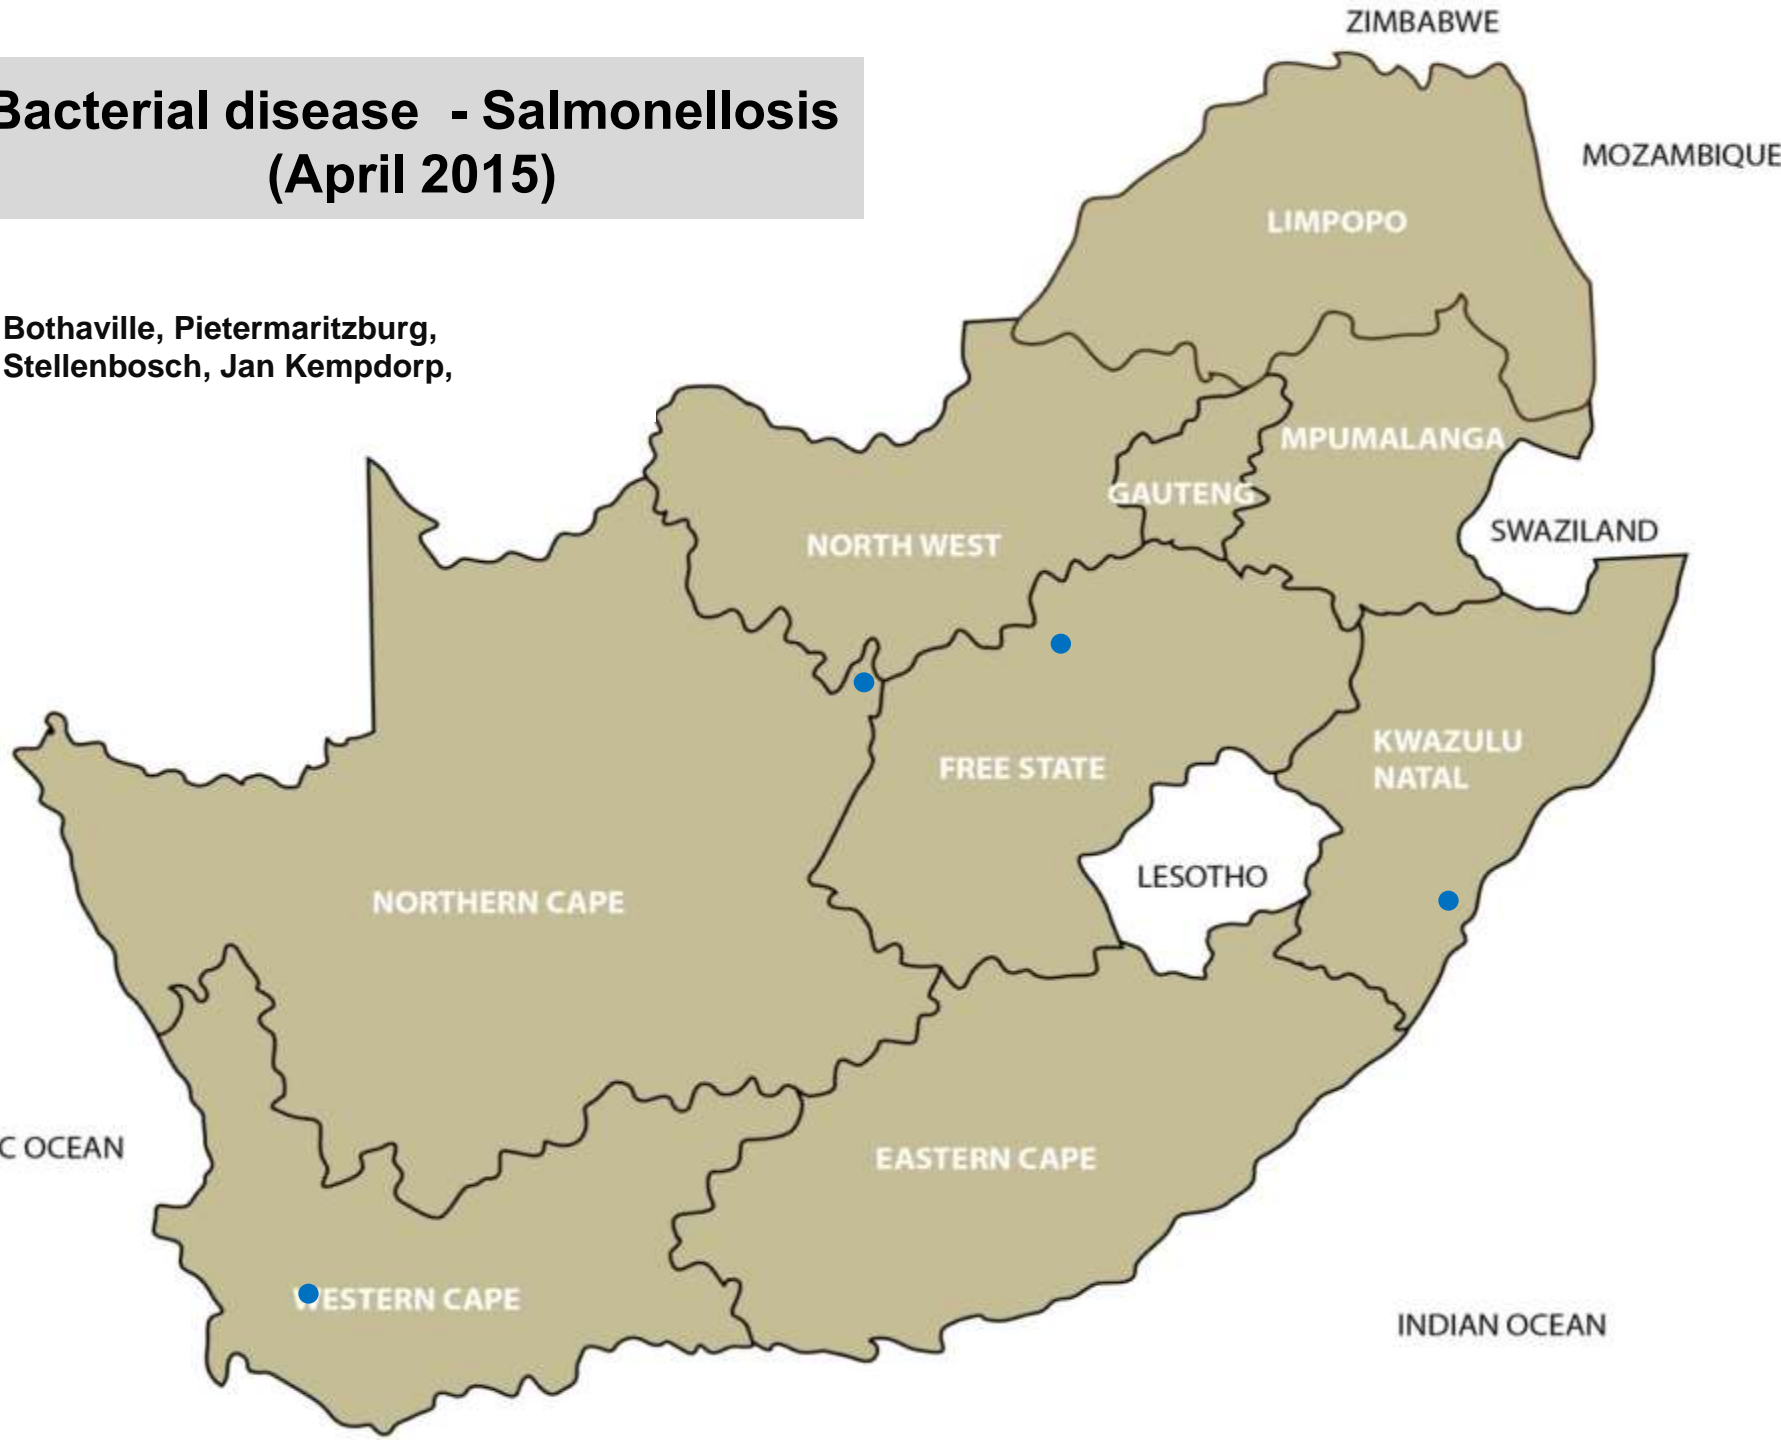 Bacterial disease - Salmonellosis
(April 2015)
Bothaville, Pietermaritzburg,
Stellenbosch, Jan Kempdorp,
ZIMBABWE
MOZAMBIQUE
LIMPOPO
MPUMALANGA
GAUTENG
NORTH WEST
SWAZILAND
KWAZULU
NATAL
FREE STATE
LESOTHO
NORTHERN CAPE
C OCEAN
EASTERN CAPE
WESTERN CAPE
INDIAN OCEAN